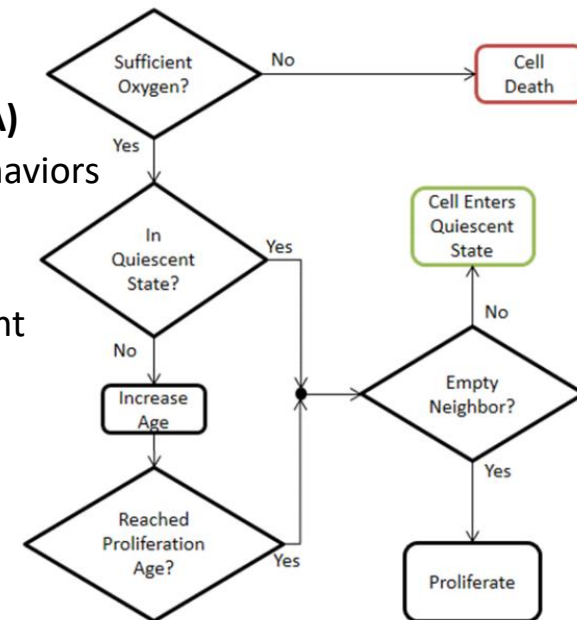 A)
haviors
nt
Sufficient
Oxygen?
No
Cell
Death
Yes
In
Quiescent
State?
Yes
Cell Enters
Quiescent
State
No
No
Increase
Age
Empty
Neighbor?
Reached
Proliferation
Age?
Yes
Yes
Proliferate